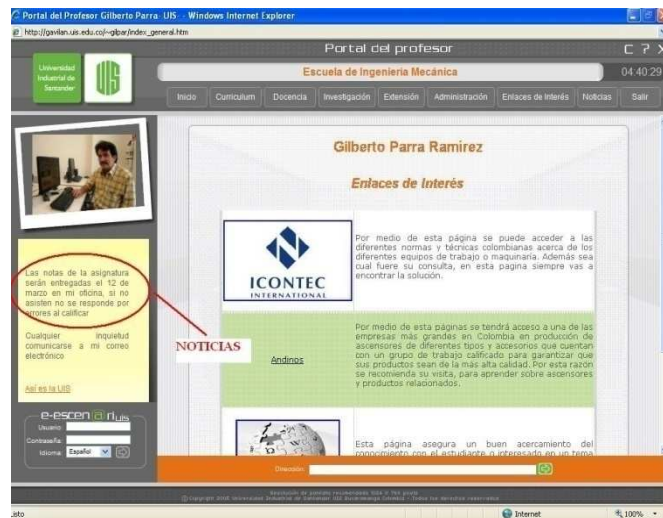 Portal del Profesor Gilberto Parra- UIS- - Windows Internet Explorer
http://gavilan.uis.edu.co/~gilpar/index_general.htm
Portal del profesor
C ? X
Universidad
Industrial de
Santander
UIS
Escuela de Ingeniería Mecánica
04:40:29
Inicio Curriculum Docencia Investigación Extensión Administración Enlaces de Interés Noticias Salir
Gilberto Parra Ramirez
Enlaces de Interés
ICONTEC
INTERNATIONAL
Por medio de esta página se puede acceder a las
diferentes normas y técnicas colombianas acerca de los
diferentes equipos de trabajo o maquinaria. Además sea
cual fuere su consulta, en esta pagina siempre vas a
encontrar la solución.
Las notas de la asignatura
serán entregadas el 12 de
marzo en mi oficina, si no
asisten no se responde por
errores al calificar
Cualquier inquietud
comunicarse a mi correo
electrónico
Así es la UIS
NOTICIAS
Andinos
Por medio de esta páginas se tendrá acceso a una de las
empresas más grandes en Colombia en producción de
ascensores de diferentes tipos y accesorios que cuentan
con un grupo de trabajo calificado para garantizar que
sus productos sean de la más alta calidad. Por esta razón
se recomienda su visita, para aprender sobre ascensores
y productos relacionados.
e-escen@ri UIS
Usuario:
Contraseña:
Idioma: Español
Esta página asegura un buen acercamiento del
conocimiento con el estudiante o interesado en un tema
Dirección:
Listo
Internet
100%